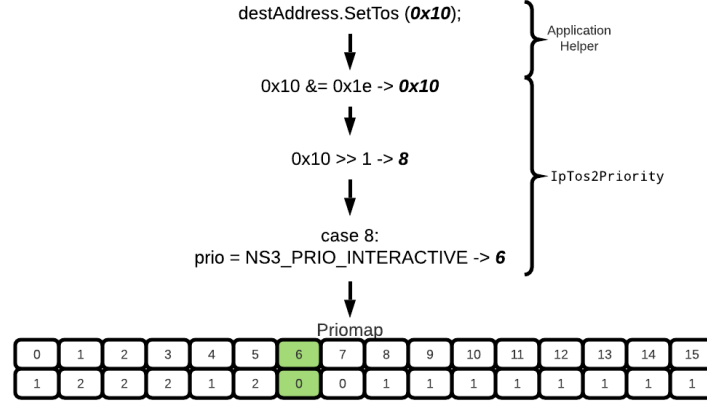 destAddress.SetTos (0x10);
Application
Helper
0x10 &= 0x1e -> 0x10
0x10 >> 1 -> 8
IpTos2Priority
case 8:
prio = NS3_PRIO_INTERACTIVE -> 6
Priomap
0 1 2 3 4 5 6 7 8 9 10 11 12 13 14 15
1 2 2 2 1 2 0 0 1 1 1 1 1 1 1 1